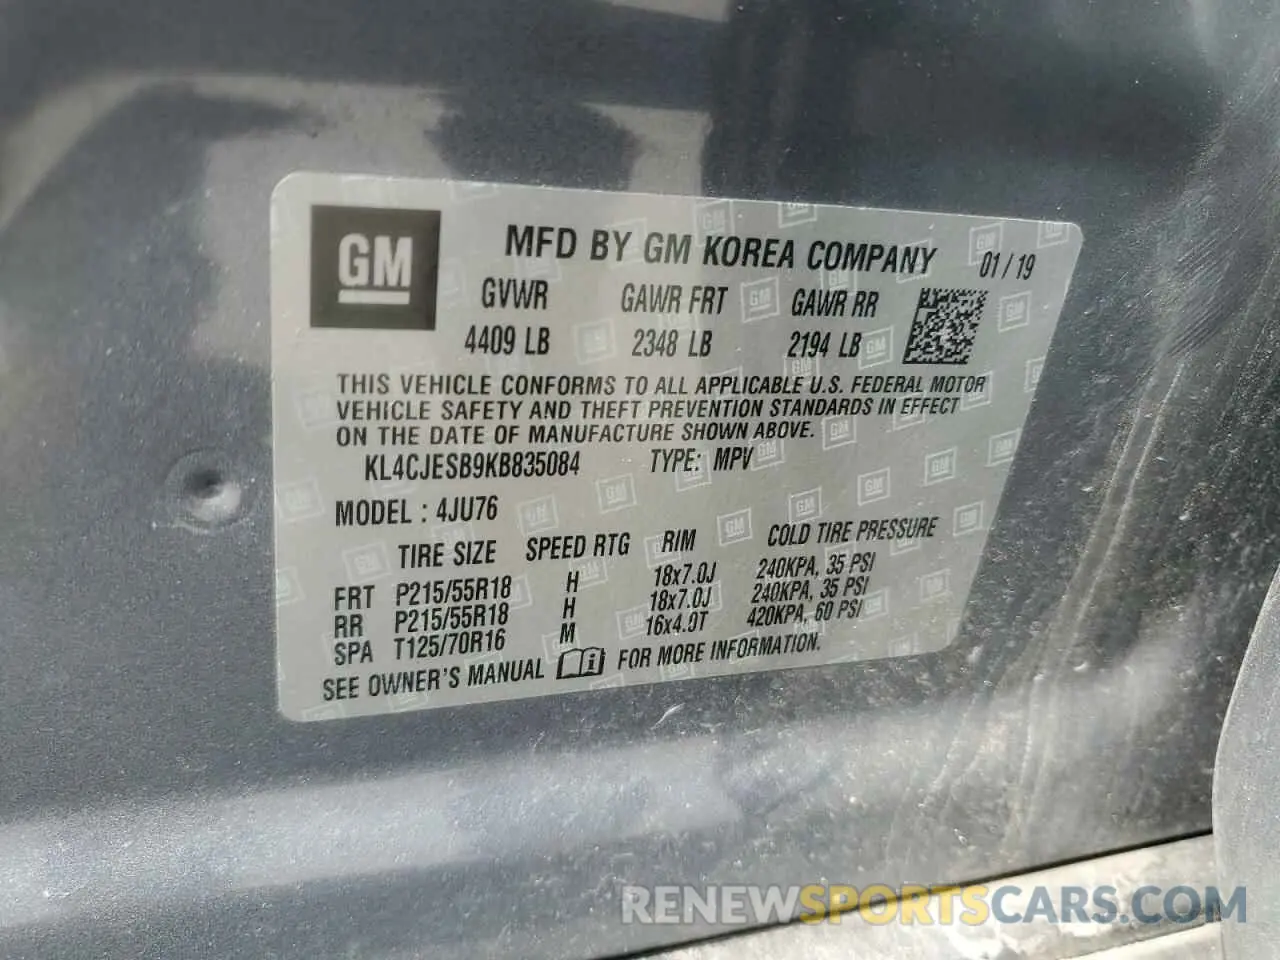 GM
MFD BY GM KOREA COMPANY 01/19
GVWR GAWR FRT GAWR RR
4409 LB 2348 LB 2194 LB
THIS VEHICLE CONFORMS TO ALL APPLICABLE U.S. FEDERAL MOTOR
VEHICLE SAFETY AND THEFT PREVENTION STANDARDS IN EFFECT
ON THE DATE OF MANUFACTURE SHOWN ABOVE.
KL4CJESB9KB835084 TYPE: MPV
MODEL : 4JU76
TIRE SIZE SPEED RTG RIM COLD TIRE PRESSURE
FRT P215/55R18 H 18x7.0J 240KPA, 35 PSI
RR P215/55R18 H 18x7.0J 240KPA, 35 PSI
SPA T125/70R16 M 16x4.0T 420KPA, 60 PSI
SEE OWNER'S MANUAL FOR MORE INFORMATION.
RENEWSPORTSCARS.COM